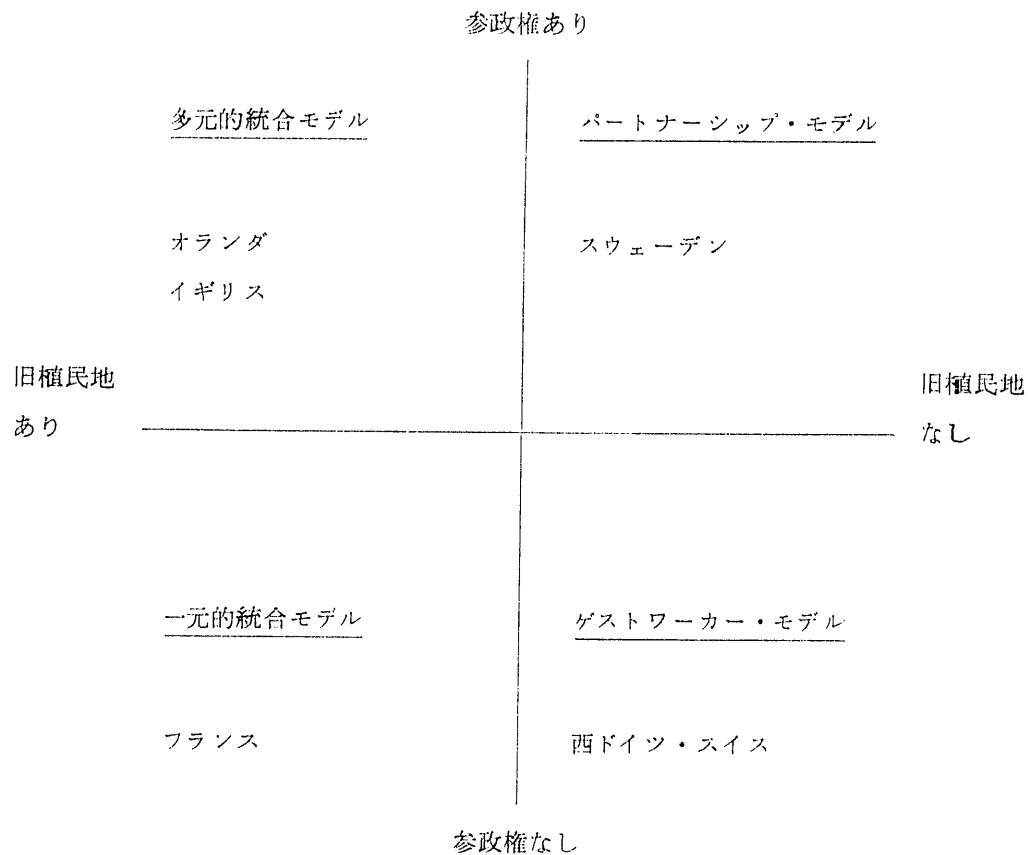 参政権あり
多元的統合モデル
パートナーシップ・モデル
オランダ
スウェーデン
イギリス
旧植民地
あり
旧植民地
なし
一元的統合モデル
ゲストワーカー・モデル
フランス
西ドイツ・スイス
参政権なし